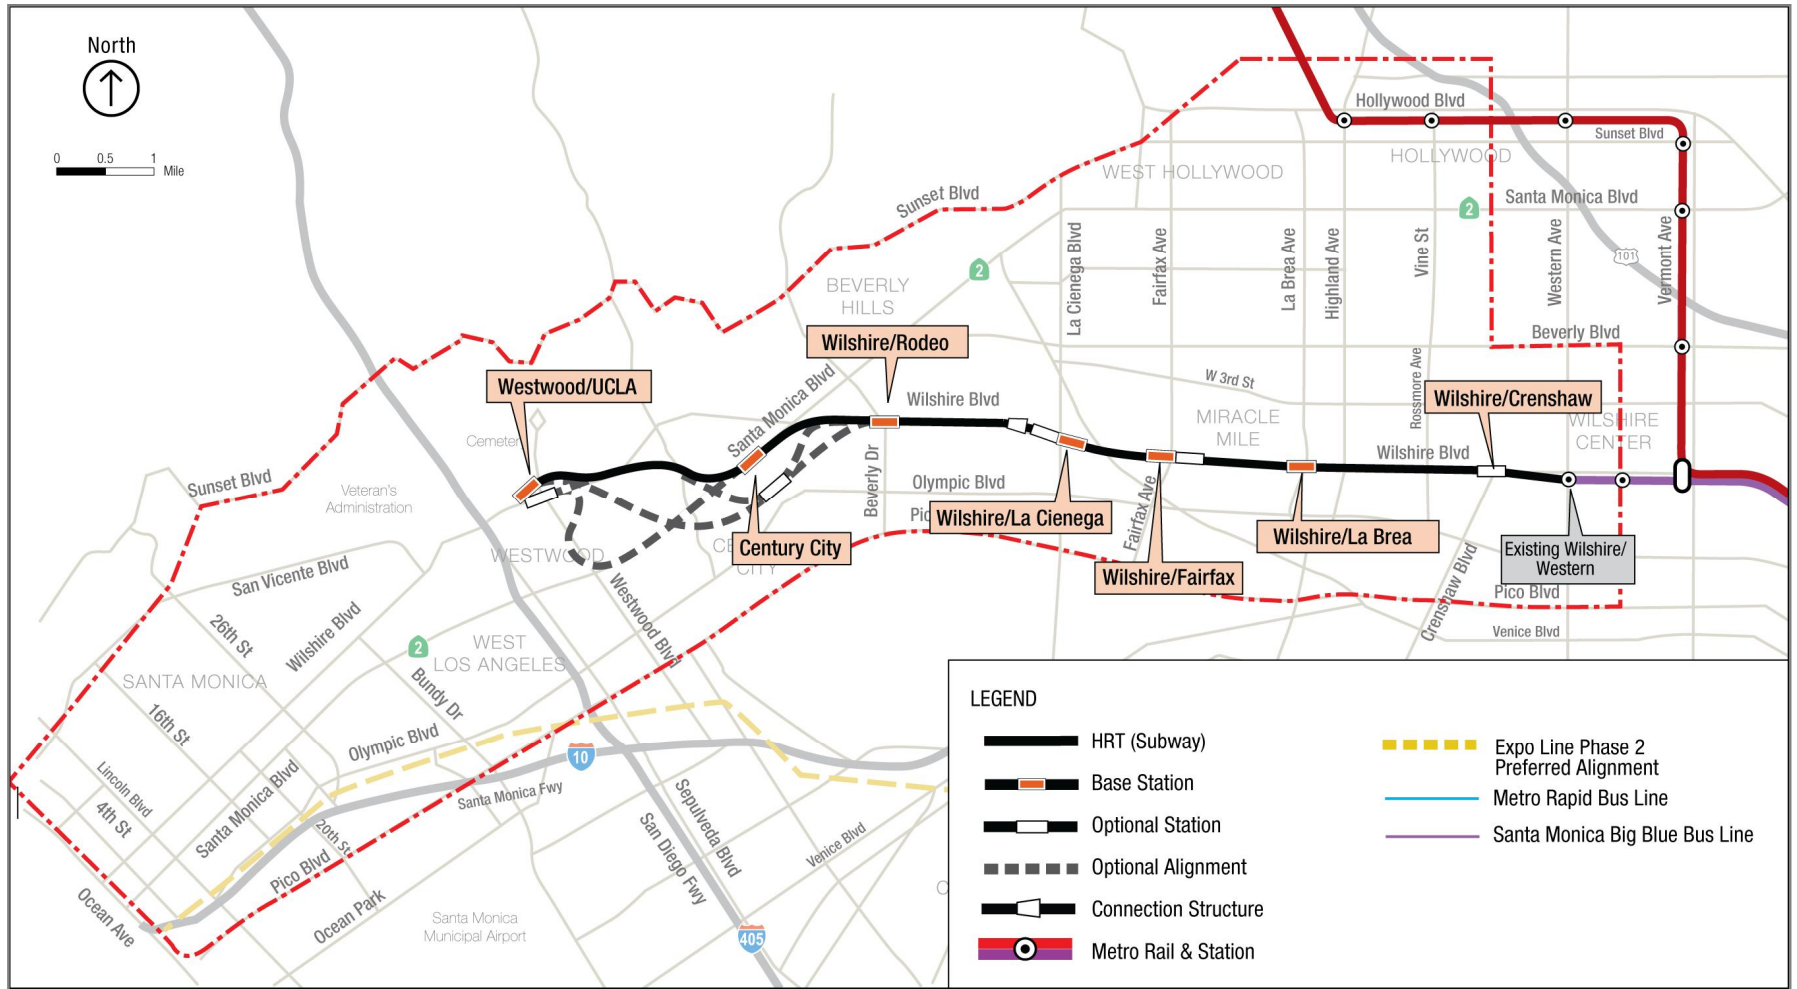 North
0 0.5 1
Mile
Hollywood Blvd
Sunset Blvd
HOLLYWOOD
WEST HOLLYWOOD
Sunset Blvd
2
Santa Monica Blvd
La Cienega Blvd
Fairfax Ave
La Brea Ave
Highland Ave
Vine St
Western Ave
Vermont Ave
101
2
BEVERLY
HILLS
Beverly Blvd
Wilshire/Rodeo
Westwood/UCLA
Santa Monica Blvd
Wilshire Blvd
W 3rd St
Rossmore Ave
Wilshire/Crenshaw
MIRACLE
MILE
WILSHIRE
CENTER
Wilshire Blvd
Sunset Blvd
Veteran's
Administration
Beverly Dr
Olympic Blvd
Wilshire/La Cienega
Fairfax Ave
Wilshire/La Brea
Existing Wilshire/
Western
Century City
CITY
WESTWOOD
Wilshire/Fairfax
Crenshaw Blvd
Pico Blvd
Venice Blvd
San Vicente Blvd
26th St
Wilshire Blvd
Westwood Blvd
2
WEST
LOS ANGELES
SANTA MONICA
Bundy Dr
16th St
Olympic Blvd
10
Lincoln Blvd
4th St
Santa Monica Blvd
Santa Monica Fwy
20th St
Pico Blvd
Sepulveda Blvd
San Diego Fwy
Venice Blvd
Ocean Ave
Ocean Park
Santa Monica
Municipal Airport
405
LEGEND
HRT (Subway)
Base Station
Optional Station
Optional Alignment
Connection Structure
Metro Rail & Station
Expo Line Phase 2
Preferred Alignment
Metro Rapid Bus Line
Santa Monica Big Blue Bus Line